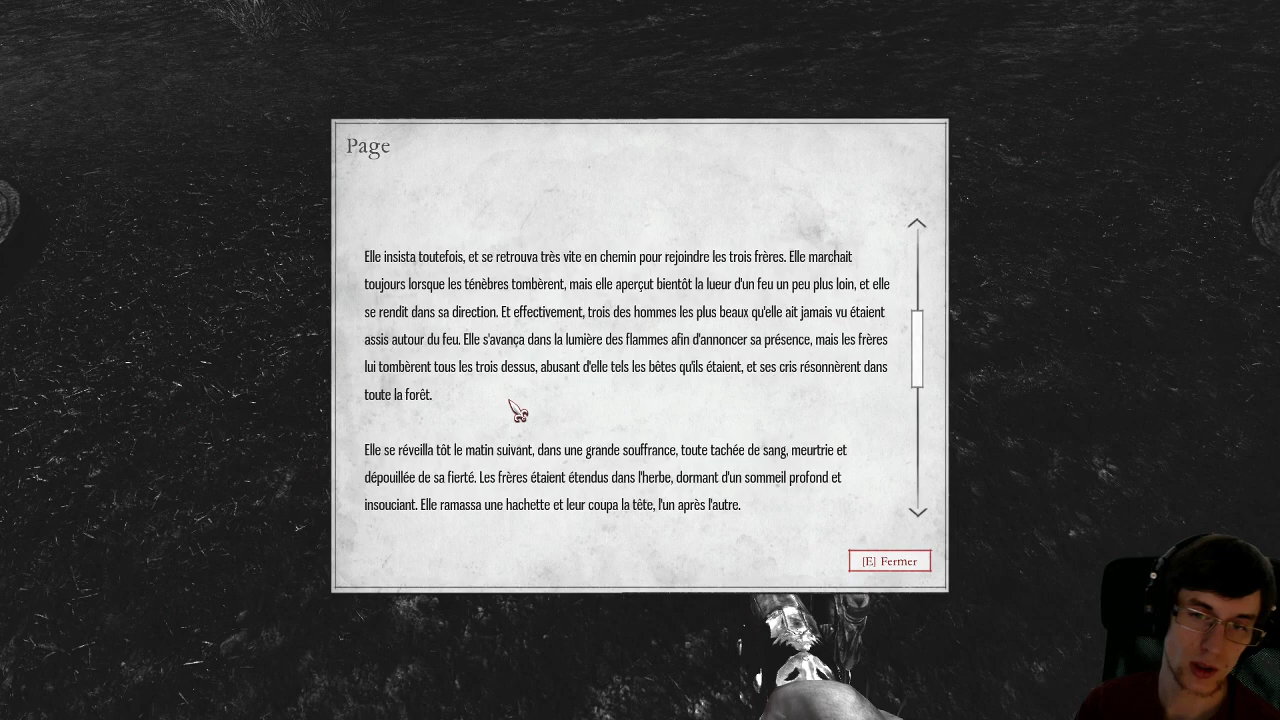 Page
Elle insista toutefois, et se retrouva très vite en chemin pour rejoindre les trois frères. Elle marchait
toujours lorsque les ténèbres tombèrent, mais elle aperçut bientôt la lueur d'un feu un peu plus loin, et elle
se rendit dans sa direction. Et effectivement, trois des hommes les plus beaux qu'elle ait jamais vu étaient
assis autour du feu. Elle s'avança dans la lumière des flammes afin d'annoncer sa présence, mais les frères
lui tombèrent tous les trois dessus, abusant d'elle tels les bêtes qu'ils étaient, et ses cris résonnèrent dans
toute la forêt.
Elle se réveilla tôt le matin suivant, dans une grande souffrance, toute tachée de sang, meurtrie et
dépouillée de sa fierté. Les frères étaient étendus dans l'herbe, dormant d'un sommeil profond et
insouciant. Elle ramassa une hachette et leur coupa la tête, l'un après l'autre.
[E] Fermer